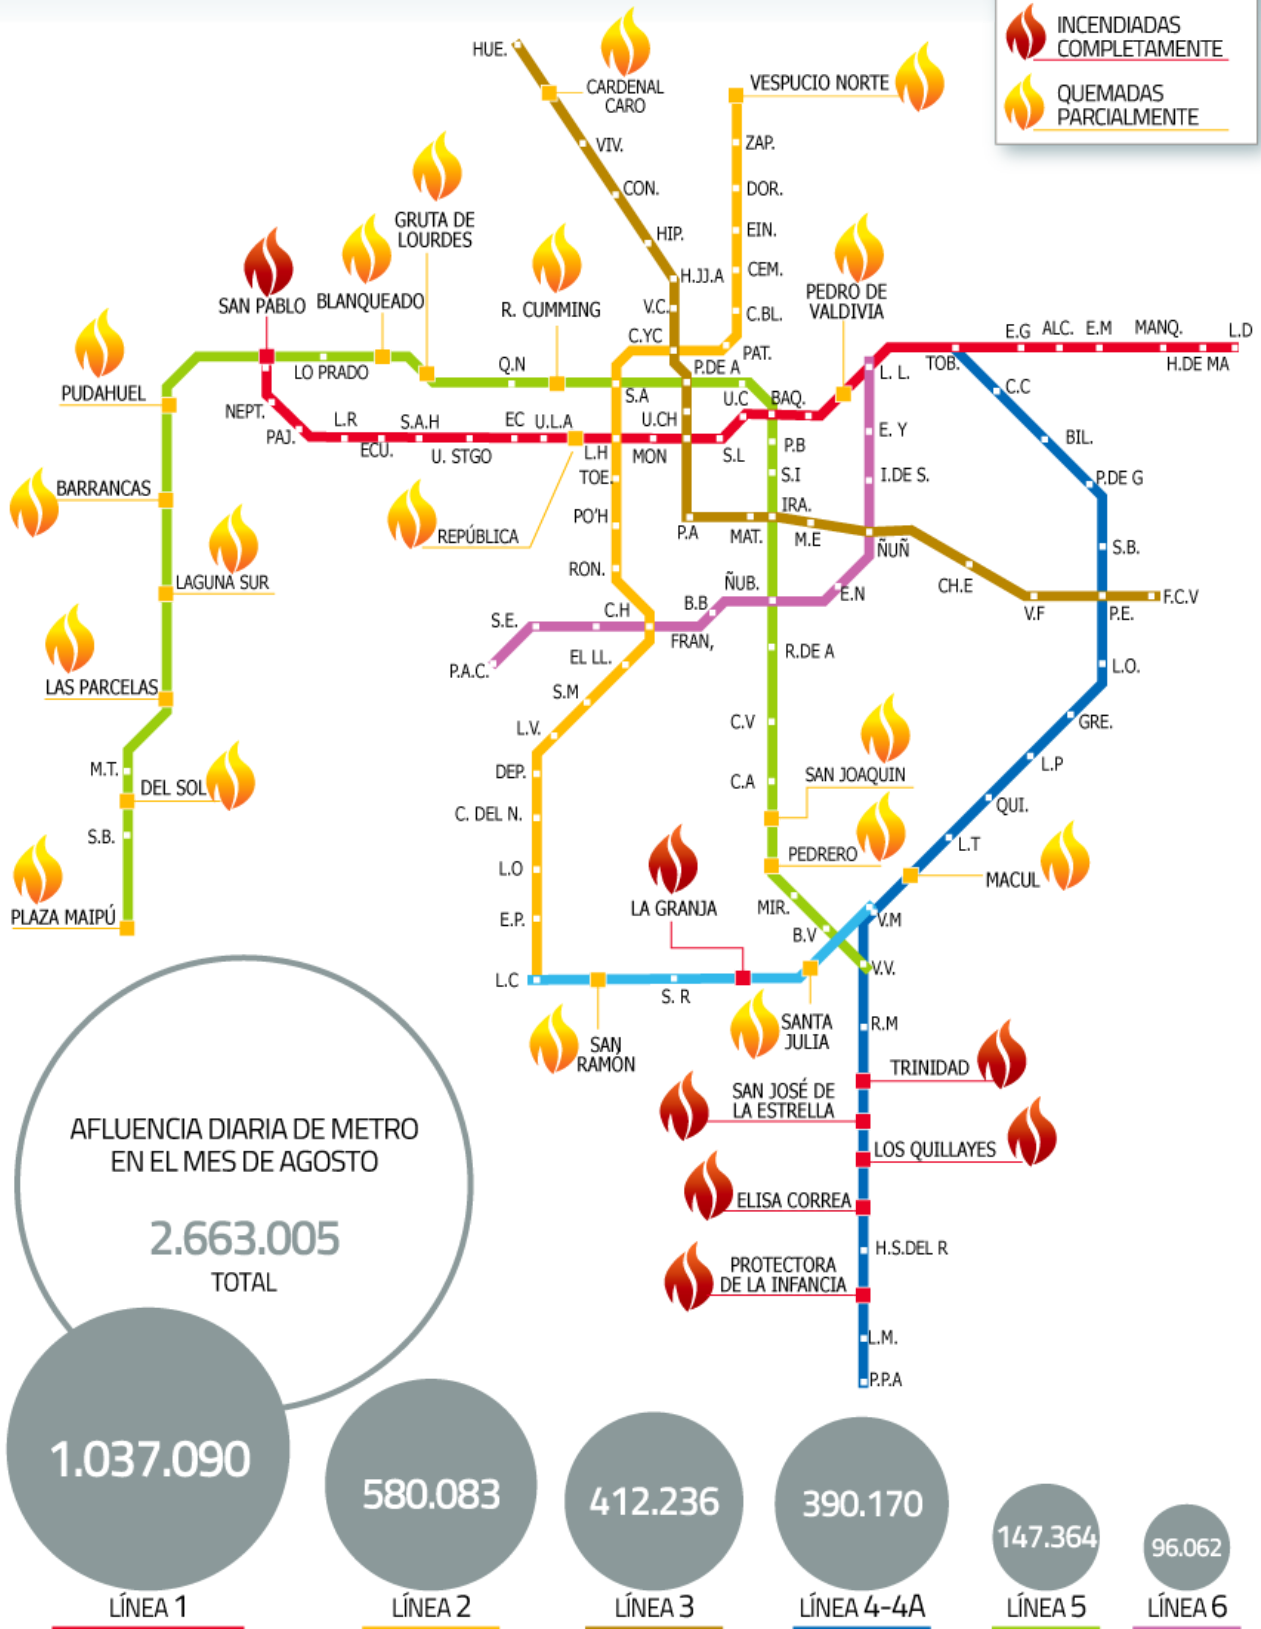 INCENDIADAS
COMPLETAMENTE
QUEMADAS
PARCIALMENTE
HUE.
CARDENAL
CARO
VESPUCIO NORTE
VIV.
ZAP.
CON.
DOR.
GRUTA DE
LOURDES
HIP.
EIN.
H.JJ.A
CEM.
SAN PABLO
BLANQUEADO
R. CUMMING
V.C.
C.BL.
PEDRO DE
VALDIVIA
C.YC
PAT.
E.G
ALC.
E.M
MANQ.
L.D
H.DE MA
TOB.
LO PRADO
Q.N
P.DE A
L. L.
PUDAHUEL
S.A
U.C
BAQ.
C.C
NEPT.
L.R
S.A.H
EC
U.L.A
U.CH
PAJ.
ECU.
U. STGO
L.H
MON
S.L
P.B
E. Y
BIL.
TOE.
S.I
I.DE S.
P.DE G
BARRANCAS
REPÚBLICA
PO'H
P.A
MAT.
IRA.
M.E
ÑUÑ
S.B.
LAGUNA SUR
RON.
ÑUB.
E.N
CH.E
V.F
P.E.
F.C.V
S.E.
C.H
B.B
FRAN,
P.A.C.
EL LL.
R.DE A
L.O.
LAS PARCELAS
S.M
L.V.
C.V
GRE.
M.T.
DEP.
C.A
SAN JOAQUIN
L.P
DEL SOL
C. DEL N.
QUI.
S.B.
PEDRERO
L.T
L.O
MACUL
PLAZA MAIPÚ
E.P.
LA GRANJA
MIR.
B.V
V.M
L.C
S. R
V.V.
SAN
RAMÓN
SANTA
JULIA
R.M
TRINIDAD
SAN JOSÉ DE
LA ESTRELLA
LOS QUILLAYES
ELISA CORREA
H.S.DEL R
PROTECTORA
DE LA INFANCIA
L.M.
P.P.A
AFLUENCIA DIARIA DE METRO
EN EL MES DE AGOSTO
2.663.005
TOTAL
1.037.090
580.083
412.236
390.170
147.364
96.062
LÍNEA 1
LÍNEA 2
LÍNEA 3
LÍNEA 4-4A
LÍNEA 5
LÍNEA 6